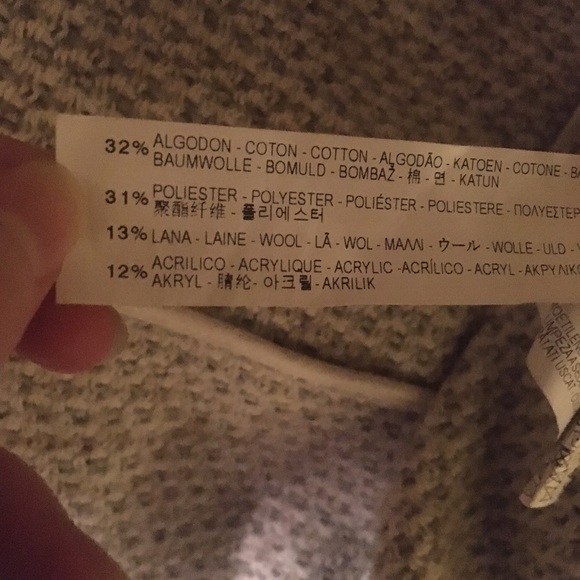 32% ALGODON - COTON - COTTON - ALGODÃO - KATOEN - COTONE -
BAUMWOLLE - BOMULD - BOMBAŽ - 棉 - 면 - KATUN
31% POLIESTER - POLYESTER - POLIÉSTER - POLIESTERE -
聚酯纤维 - 폴리에스터
13% LANA - LAINE - WOOL - LÃ - WOL - ΜΑΛΛΙ - ウール - WOLLE - ULD -
12% ACRILICO - ACRYLIQUE - ACRYLIC - ACRÍLICO - ACRYL -
AKRYL - 腈纶 - 아크릴 - AKRILIK